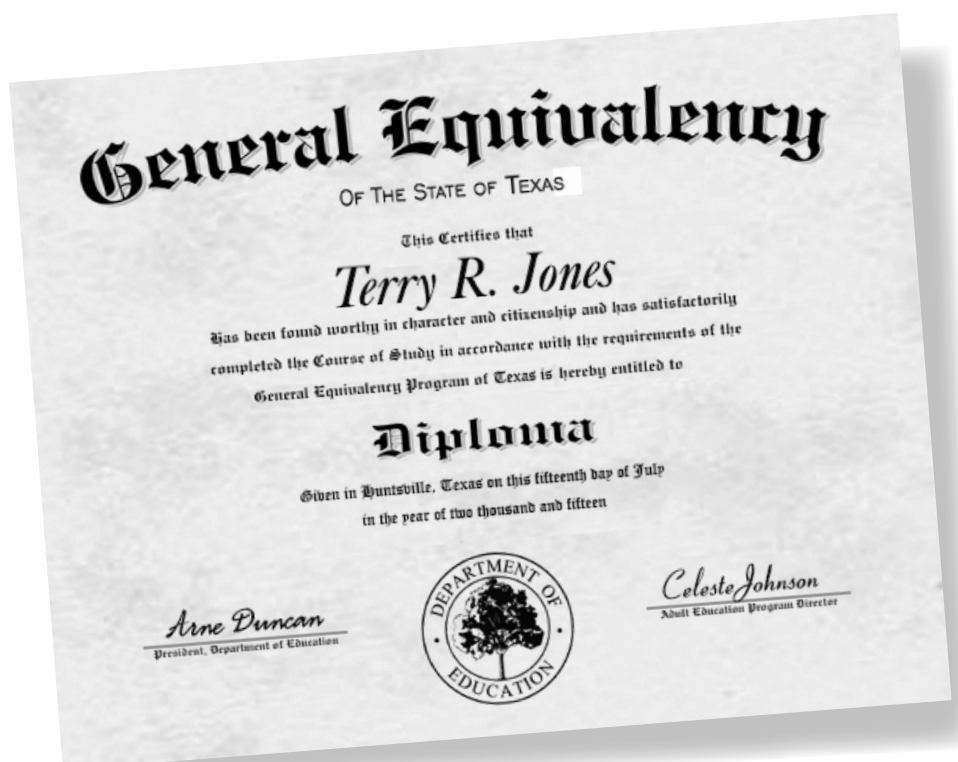 General Equivalency
OF THE STATE OF TEXAS
This Certifies that
Terry R. Jones
Has been found worthy in character and citizenship and has satisfactorily
completed the Course of Study in accordance with the requirements of the
General Equivalency Program of Texas is hereby entitled to
Diploma
Given in Huntsville, Texas on this fifteenth day of July
in the year of two thousand and fifteen
Arne Duncan
President, Department of Education
DEPARTMENT OF
EDUCATION
Celeste Johnson
Adult Education Program Director